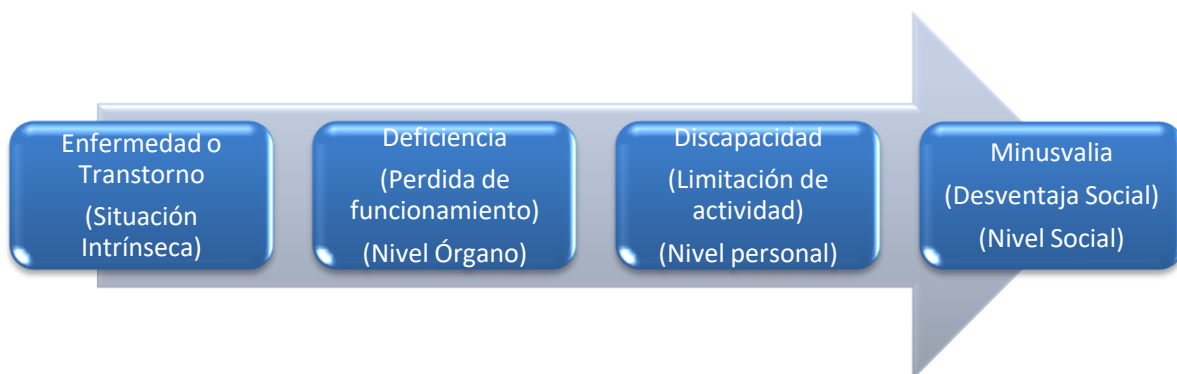 Enfermedad o
Transtorno
(Situación
Intrínseca)
Deficiencia
(Perdida de
funcionamiento)
(Nivel Órgano)
Discapacidad
(Limitación de
actividad)
(Nivel personal)
Minusvalia
(Desventaja Social)
(Nivel Social)